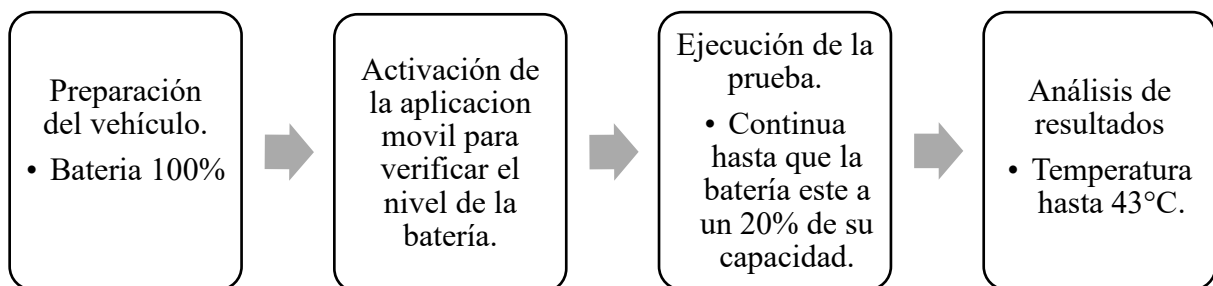 Preparación
del vehículo.
• Bateria 100%
Activación de
la aplicacion
movil para
verificar el
nivel de la
batería.
Ejecución de la
prueba.
• Continua
hasta que la
batería este a
un 20% de su
capacidad.
Análisis de
resultados
• Temperatura
hasta 43°C.